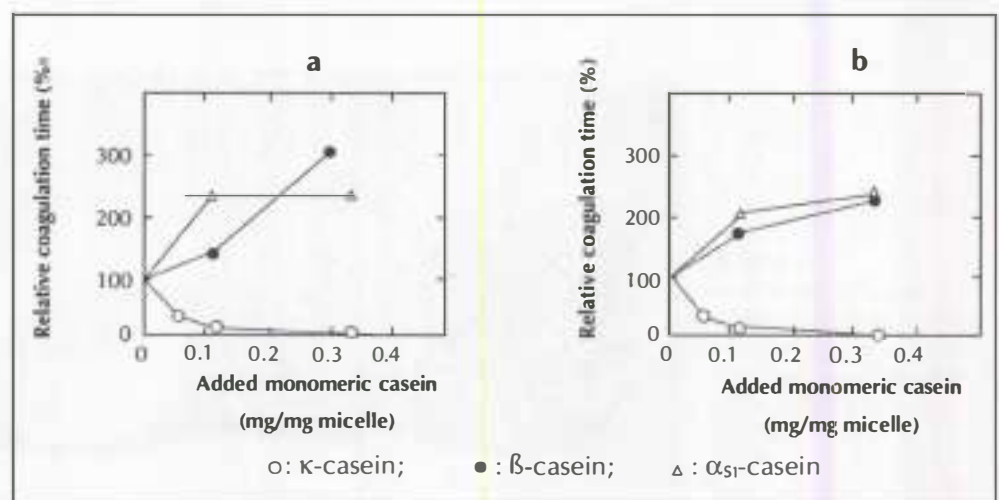 a
Relative coagulation time (%)
300
200
100
0
0 0.1 0.2 0.3 0.4
Added monomeric casein
(mg/mg micelle)
b
Relative coagulation time (%)
300
200
100
0
0 0.1 0.2 0.3 0.4
Added monomeric casein
(mg/mg micelle)
○: κ-casein; ● : ß-casein; △ : αS1-casein